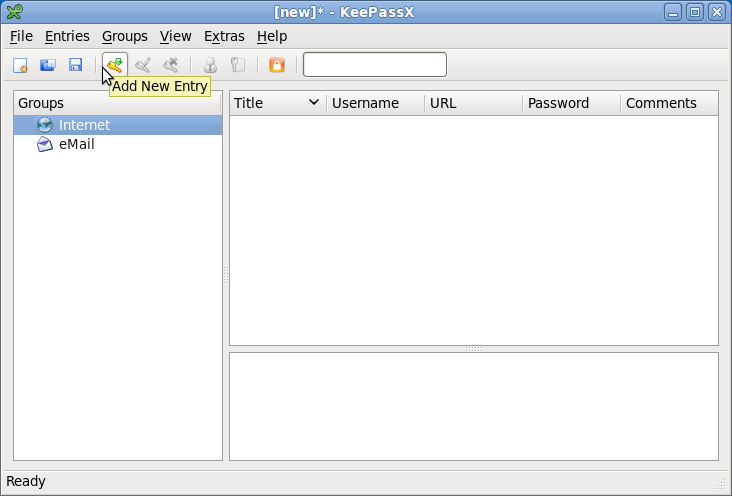 [new]* - KeePassX
File Entries Groups View Extras Help
Add New Entry
Groups Title Username URL Password Comments
Internet
eMail
Ready